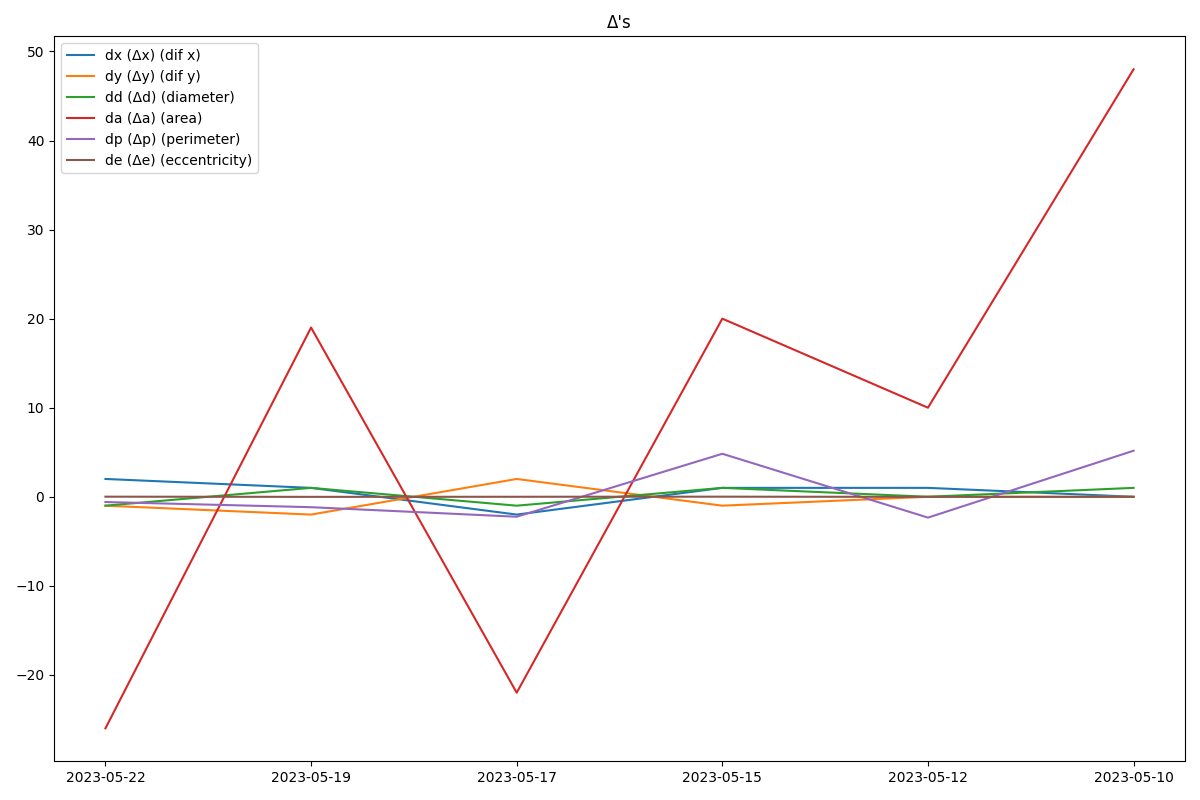 Δ's
dx (Δx) (dif x)
dy (Δy) (dif y)
dd (Δd) (diameter)
da (Δa) (area)
dp (Δp) (perimeter)
de (Δe) (eccentricity)
50
40
30
20
10
0
−10
−20
2023-05-22 2023-05-19 2023-05-17 2023-05-15 2023-05-12 2023-05-10